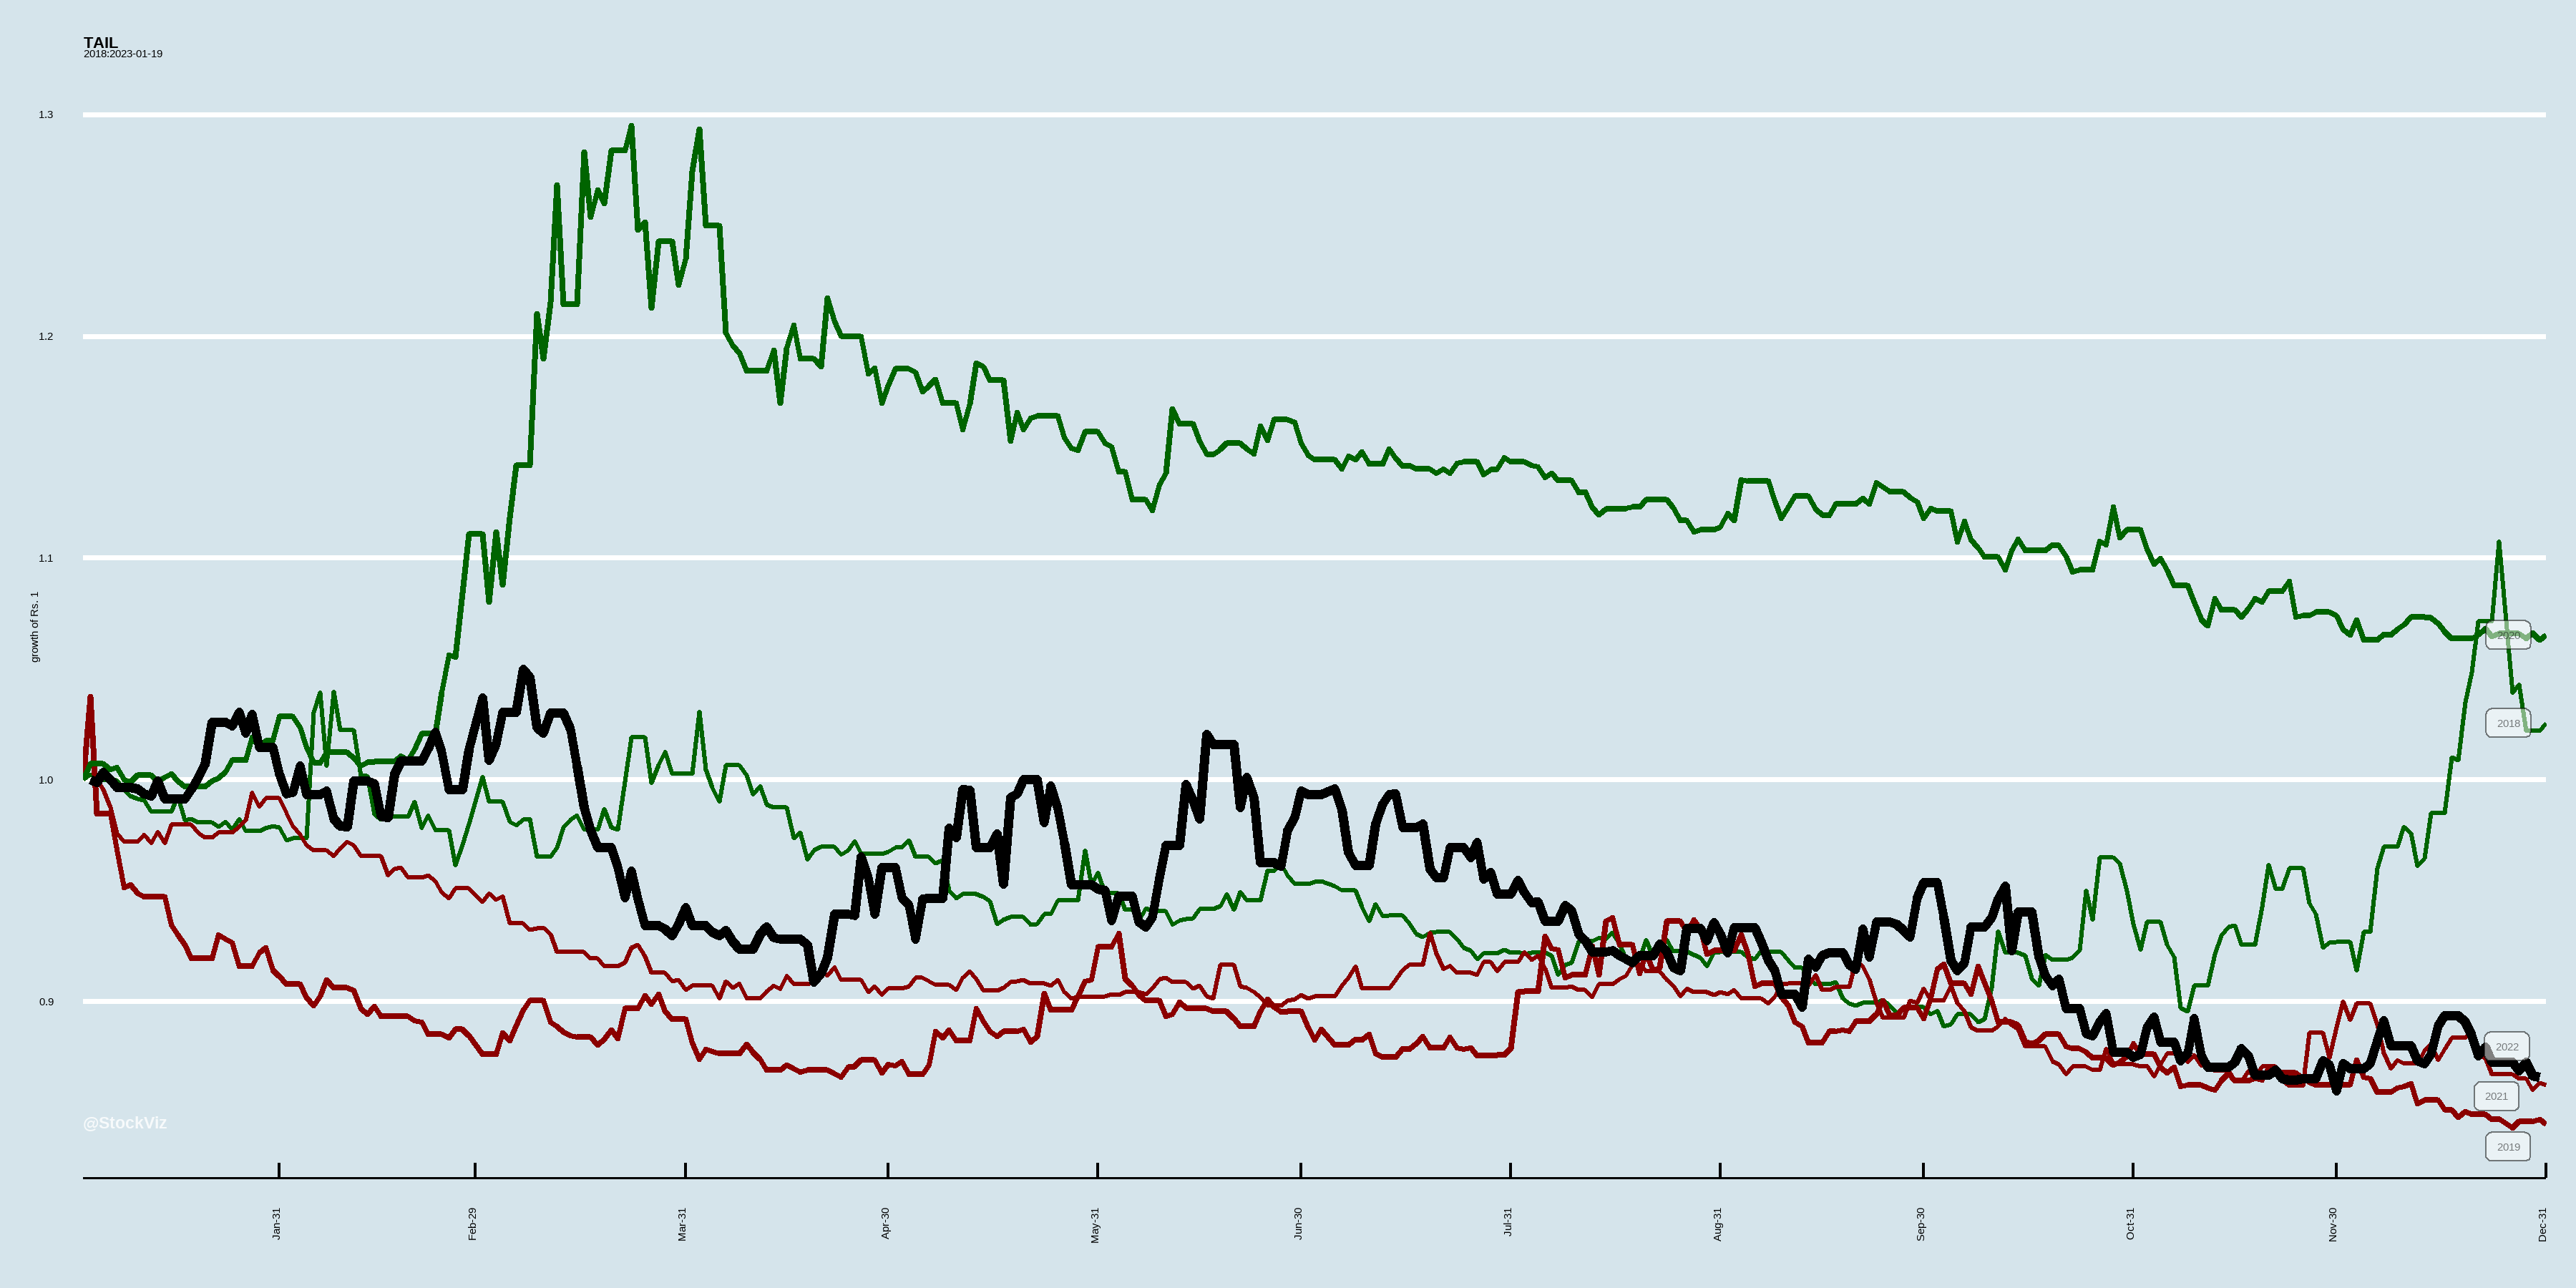 TAIL
2018:2023-01-19
1.3
1.2
1.1
1.0
0.9
growth of Rs. 1
2020
2018
2022
2021
2019
@StockViz
Jan-31
Feb-29
Mar-31
Apr-30
May-31
Jun-30
Jul-31
Aug-31
Sep-30
Oct-31
Nov-30
Dec-31